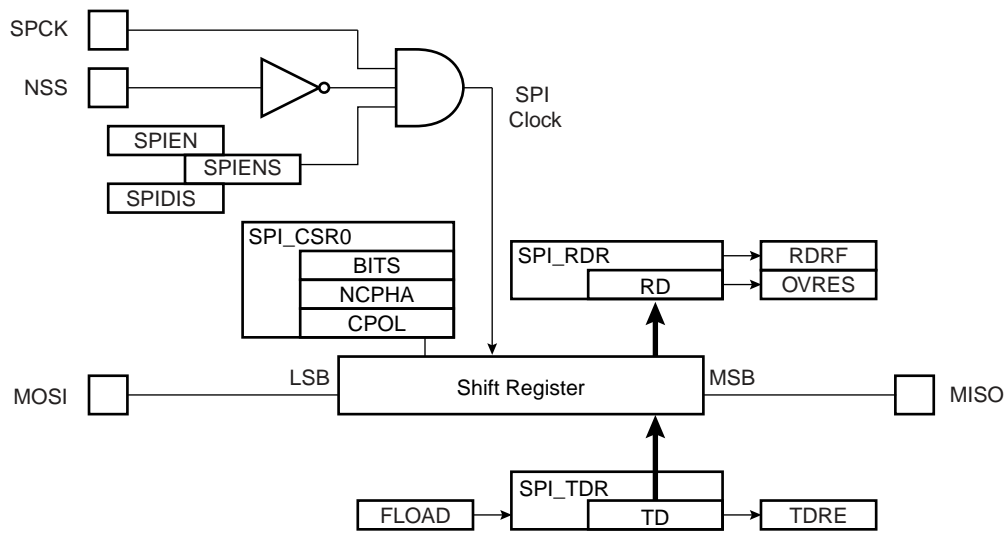 SPCK
NSS
SPI
Clock
SPIEN
SPIENS
SPIDIS
SPI_CSR0
BITS
NCPHA
CPOL
SPI_RDR
RD
RDRF
OVRES
MOSI
LSB
Shift Register
MSB
MISO
SPI_TDR
FLOAD
TD
TDRE